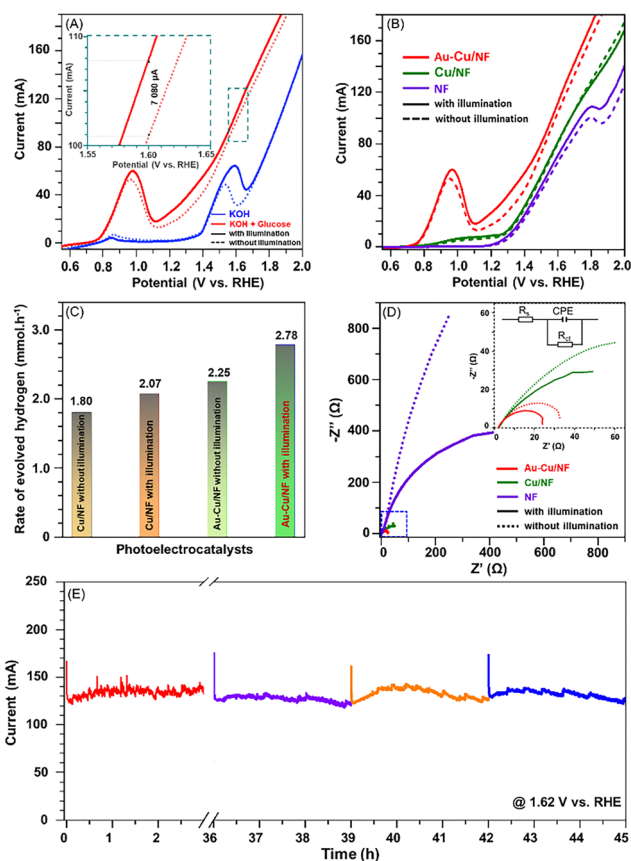 (A)
160
120
80
40
0
Current (mA)
0.6 0.8 1.0 1.2 1.4 1.6 1.8 2.0
Potential (V vs. RHE)
110
100
Current (mA)
7.080 µA
1.55 1.60 1.65
Potential (V vs. RHE)
KOH
KOH + Glucose
with illumination
without illumination
(B)
160
120
80
40
0
Current (mA)
0.6 0.8 1.0 1.2 1.4 1.6 1.8 2.0
Potential (V vs. RHE)
Au-Cu/NF
Cu/NF
NF
with illumination
without illumination
(C)
3.0
2.0
1.0
0
Rate of evolved hydrogen (mmol.h⁻¹)
1.80
2.07
2.25
2.78
Cu/NF without illumination
Cu/NF with illumination
Au-Cu/NF without illumination
Au-Cu/NF with illumination
Photoelectrocatalysts
(D)
-800
-600
400
200
0
-Z'' (Ω)
0 200 400 600 800
Z' (Ω)
Rs
CPE
Rct
60
40
20
0
-Z'' (Ω)
0 20 40 60
Z' (Ω)
Au-Cu/NF
Cu/NF
NF
with illumination
without illumination
(E)
250
200
150
100
50
0
Current (mA)
0 1 2 36 37 38 39 40 41 42 43 44 45
Time (h)
@ 1.62 V vs. RHE